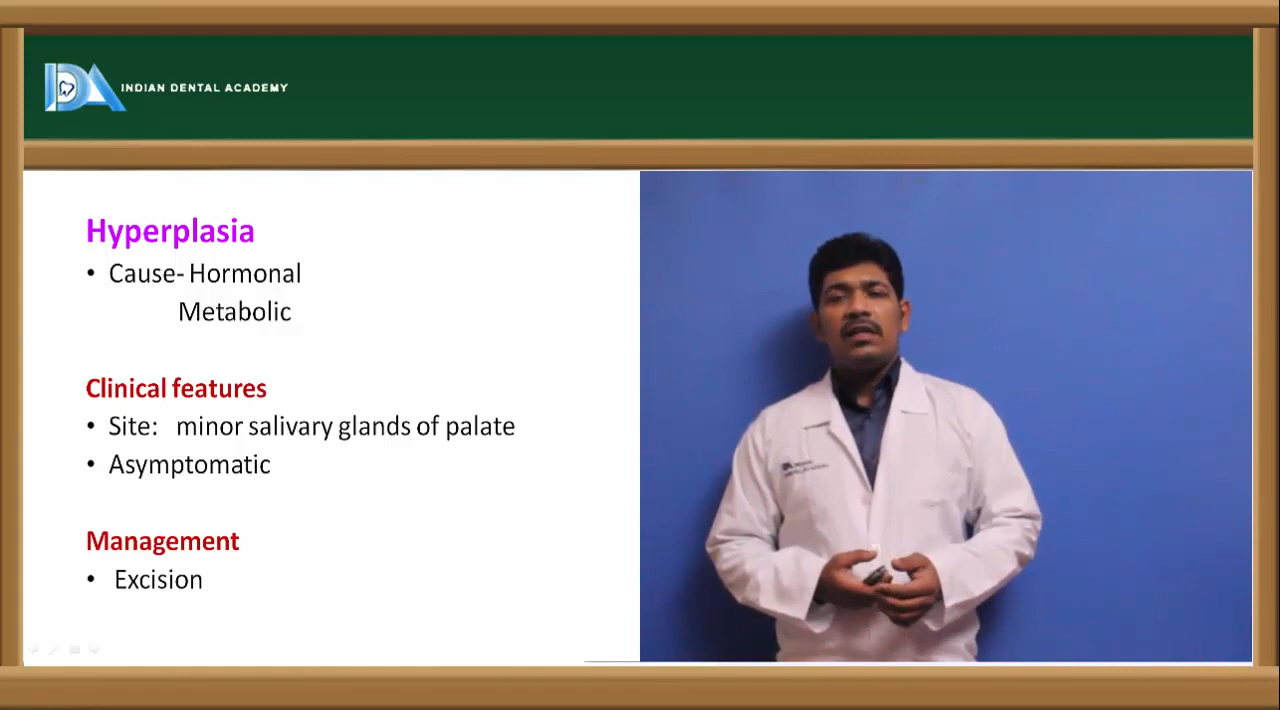 INDIAN DENTAL ACADEMY
Hyperplasia
• Cause- Hormonal
Metabolic
Clinical features
• Site: minor salivary glands of palate
• Asymptomatic
Management
• Excision